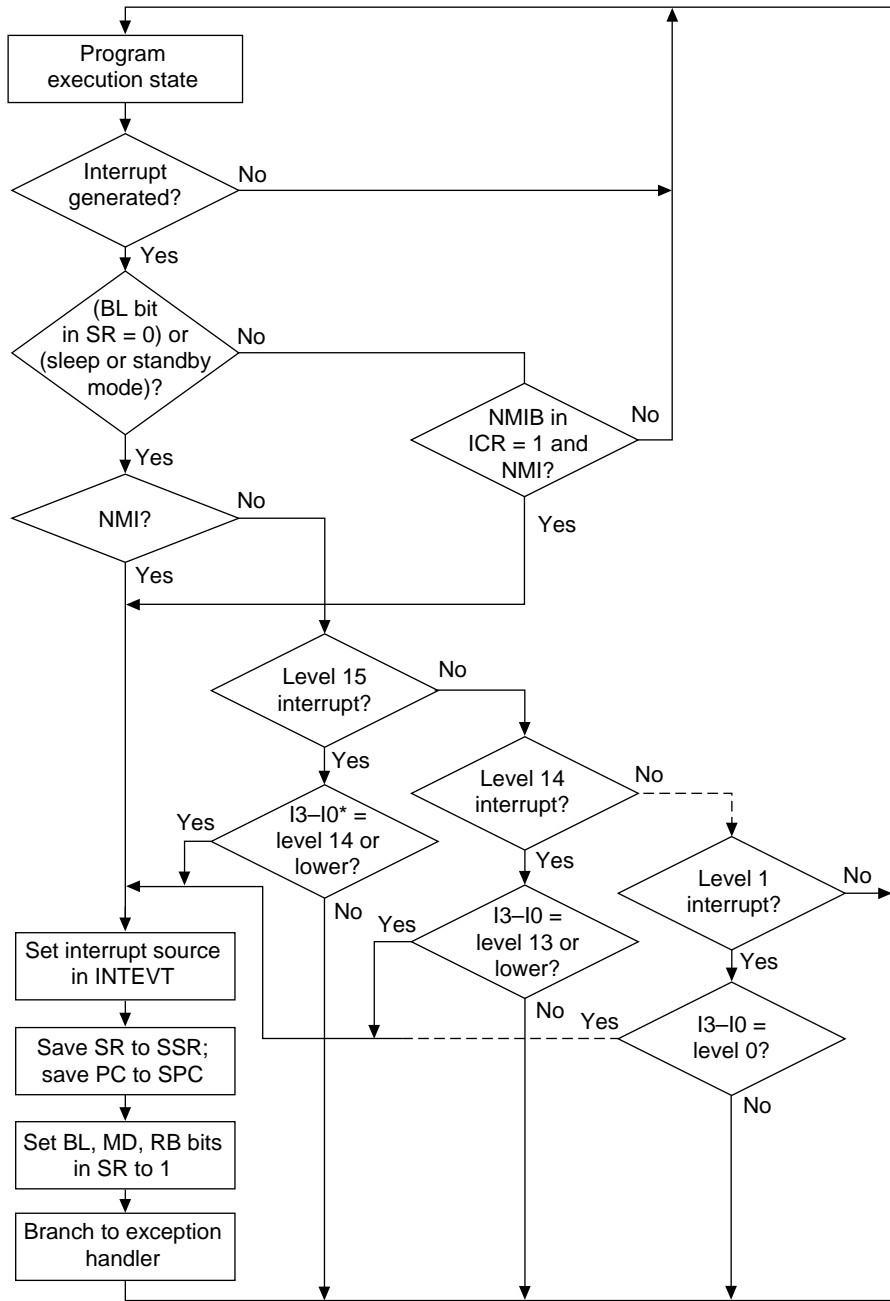 Program
execution state
Interrupt
generated?
No
Yes
(BL bit
in SR = 0) or
(sleep or standby
mode)?
No
Yes
NMIB in
ICR = 1 and
NMI?
No
Yes
NMI?
No
Yes
Level 15
interrupt?
No
Yes
Level 14
interrupt?
No
Yes
I3–I0* =
level 14 or
lower?
Yes
No
Level 1
interrupt?
No
Yes
I3–I0 =
level 13 or
lower?
Yes
No
I3–I0 =
level 0?
Yes
No
Set interrupt source
in INTEVT
Save SR to SSR;
save PC to SPC
Set BL, MD, RB bits
in SR to 1
Branch to exception
handler